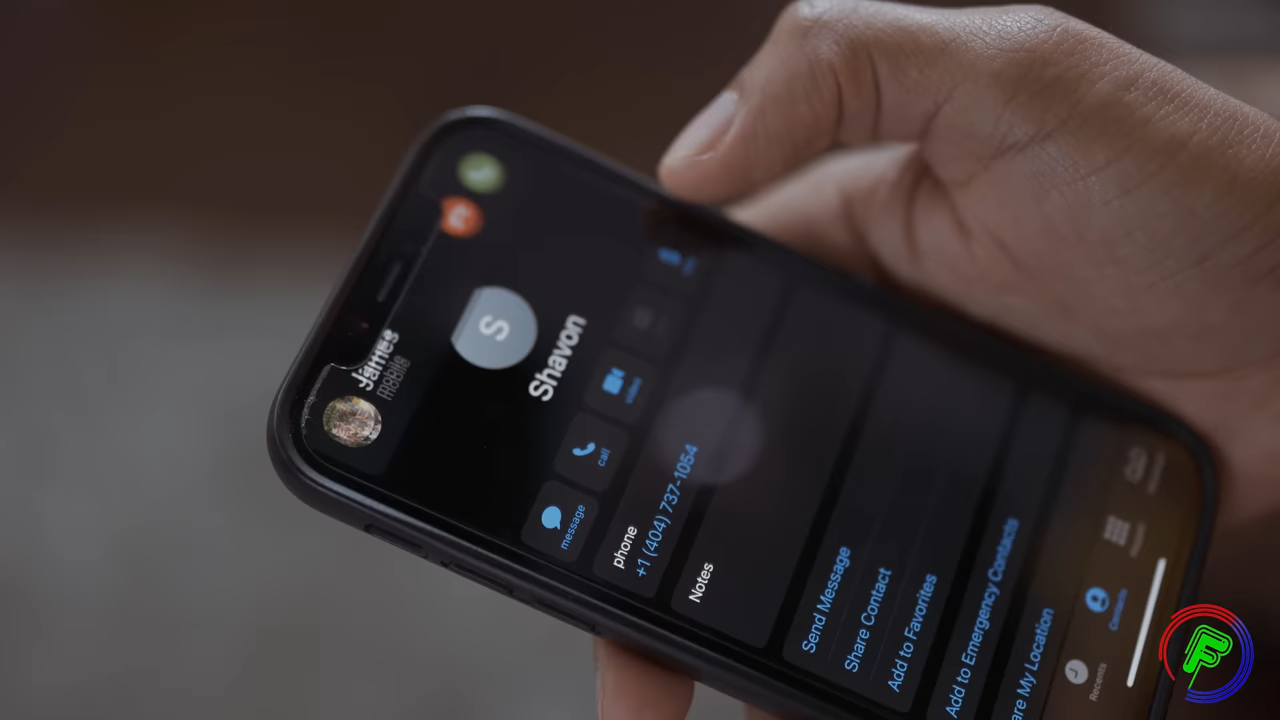 James
mobile
S
Shavon
message
call
video
phone
+1 (404) 737-1054
Notes
Send Message
Share Contact
Add to Favorites
Add to Emergency Contacts
are My Location
Recents
Contacts
F